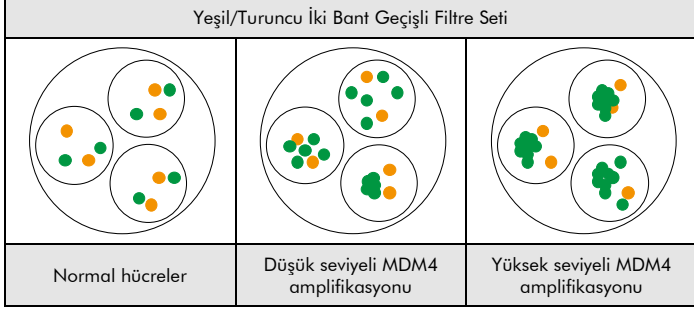 Yeşil/Turuncu İki Bant Geçişli Filtre Seti
Normal hücreler
Düşük seviyeli MDM4
amplifikasyonu
Yüksek seviyeli MDM4
amplifikasyonu